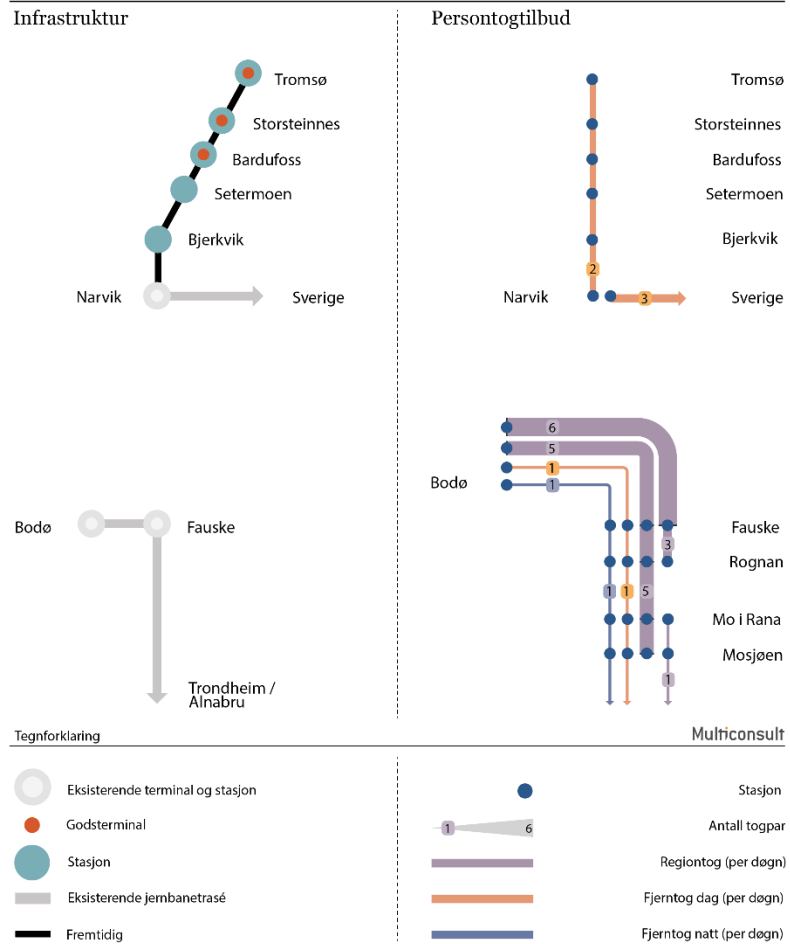 Infrastruktur
Tromsø
Storsteinnes
Bardufoss
Setermoen
Bjerkvik
Narvik
Sverige
Bodø
Fauske
Trondheim /
Alnabru
Persontogtilbud
Tromsø
Storsteinnes
Bardufoss
Setermoen
Bjerkvik
2
Narvik
3
Sverige
6
5
1
Bodø
1
Fauske
3
Rognan
1
1
5
Mo i Rana
Mosjøen
1
Multiconsult
Tegnforklaring
Eksisterende terminal og stasjon
Godsterminal
Stasjon
Eksisterende jernbanetrasé
Fremtidig
Stasjon
1
6
Antall togpar
Regiontog (per døgn)
Fjerntog dag (per døgn)
Fjerntog natt (per døgn)